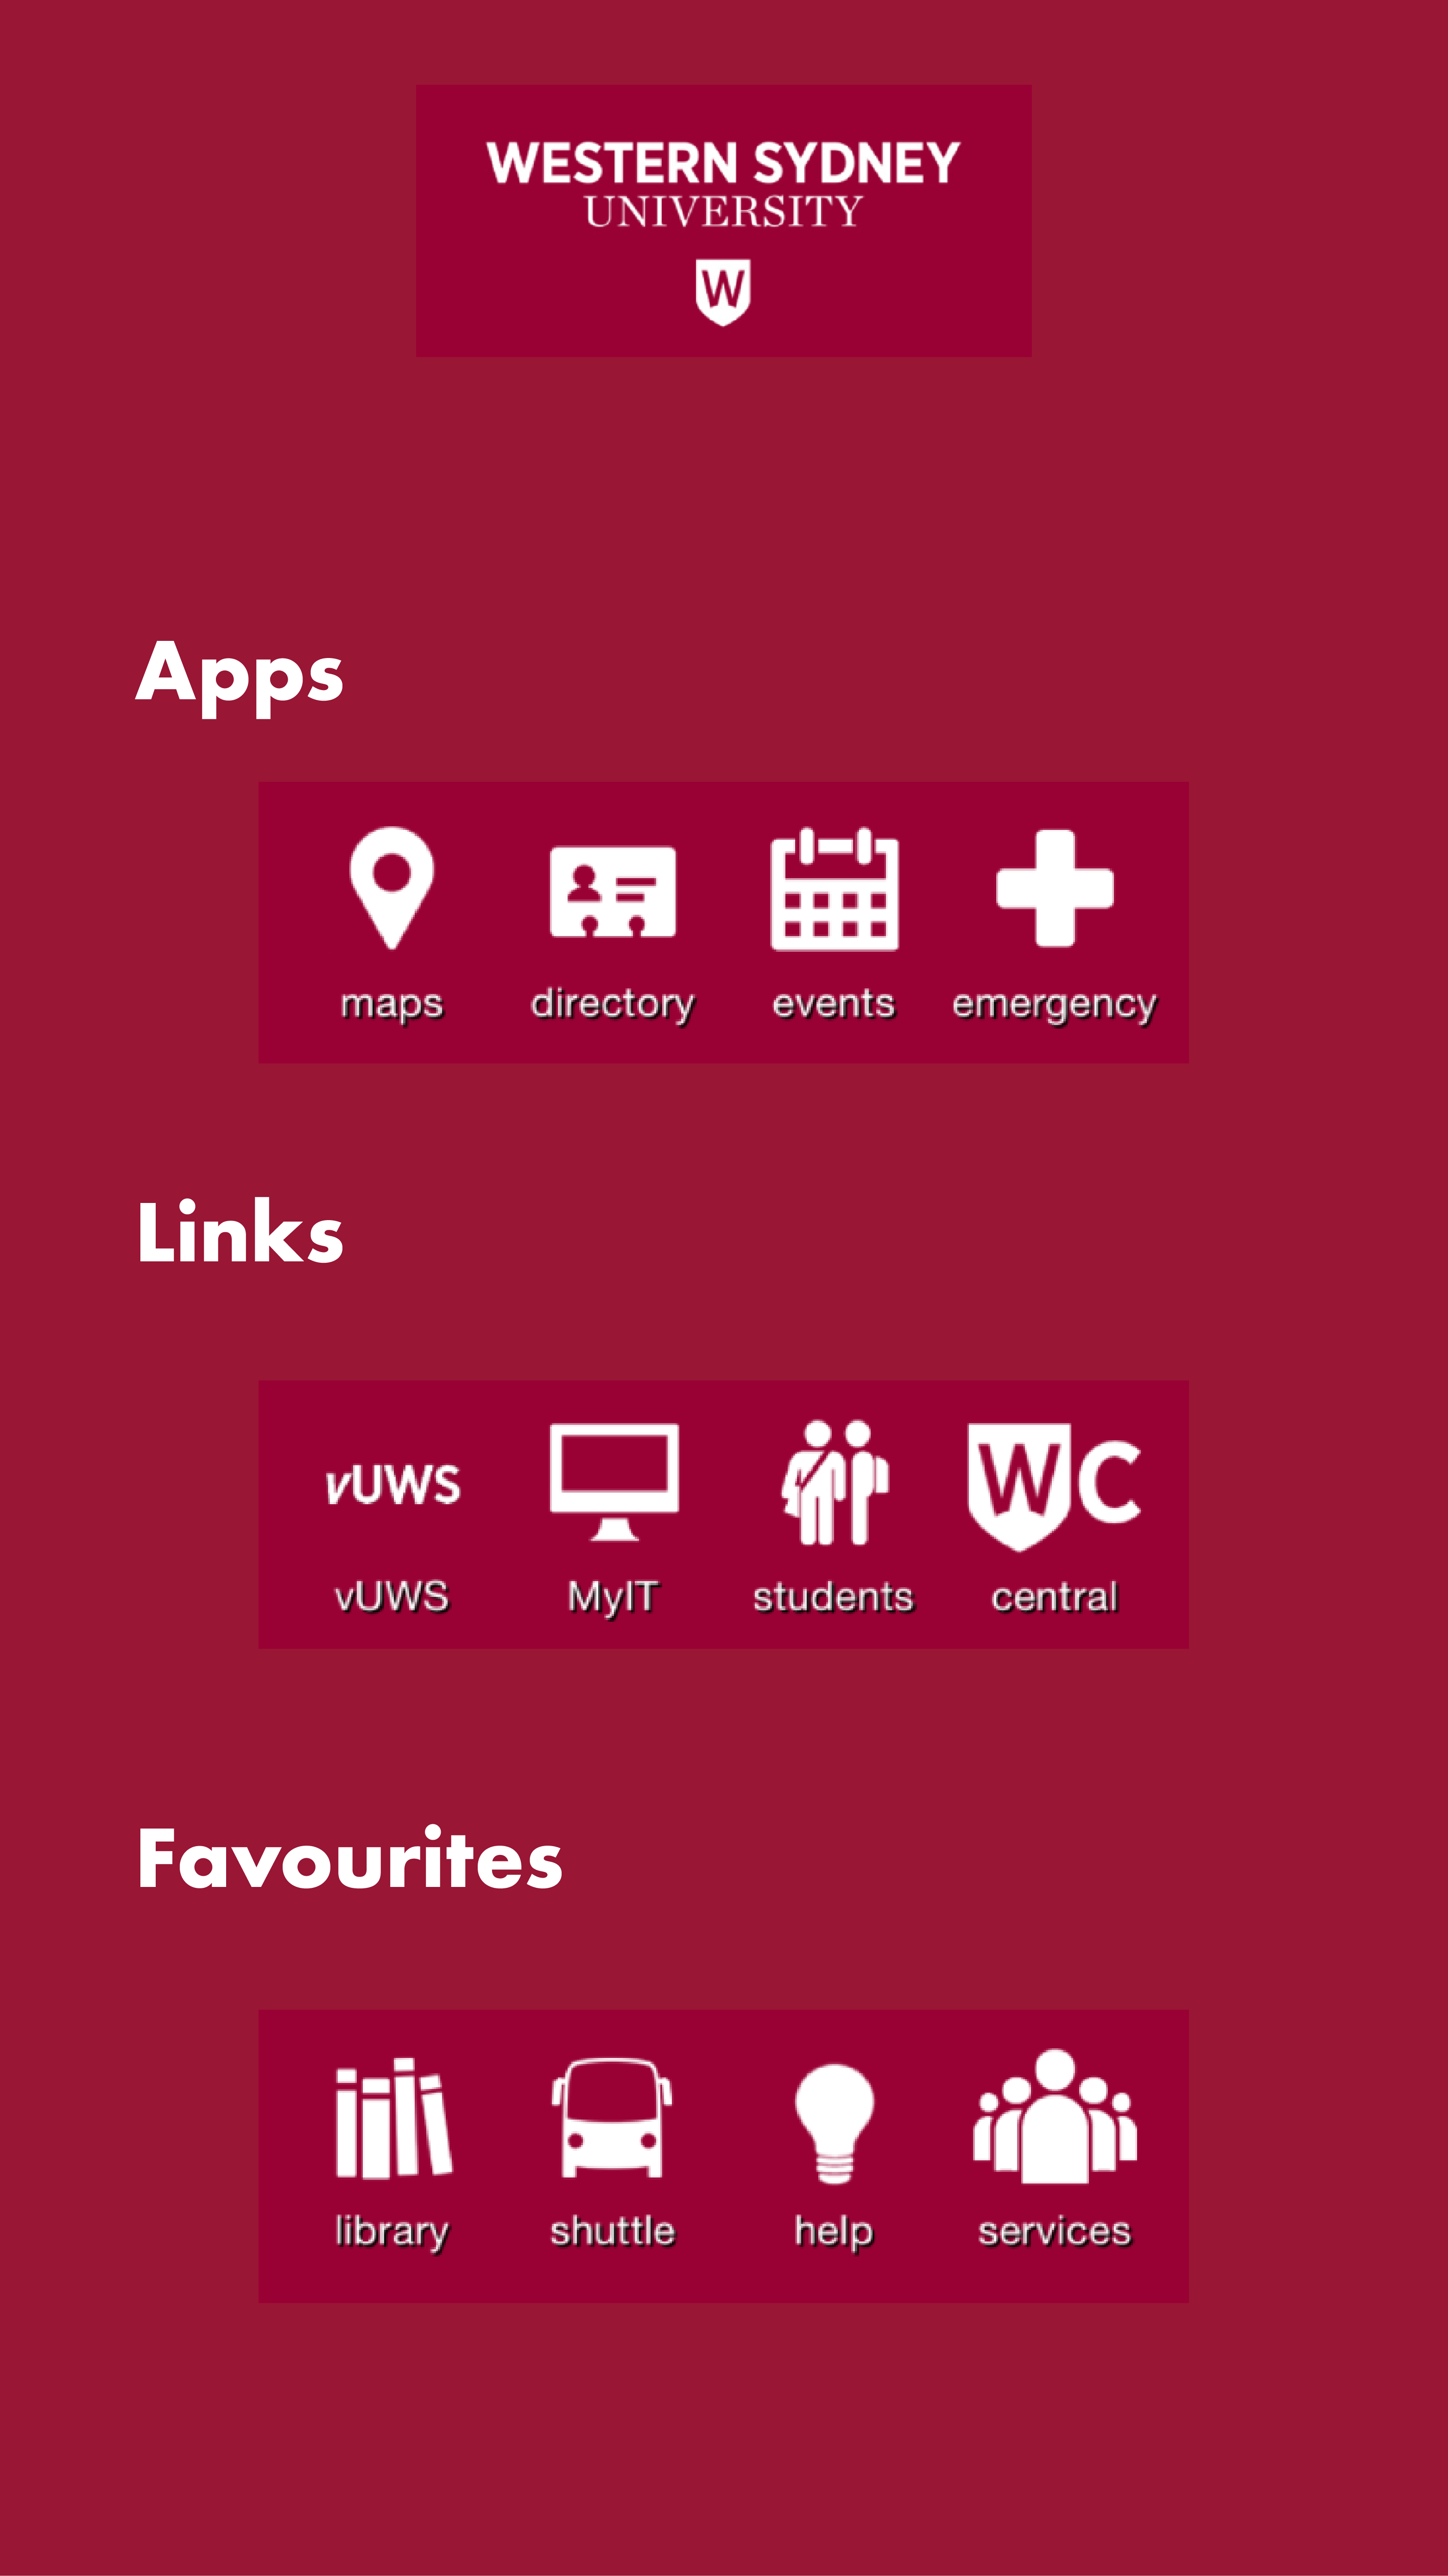 WESTERN SYDNEY
UNIVERSITY
W
Apps
maps directory events emergency
Links
vUWS WC
vUWS MyIT students central
Favourites
library shuttle help services